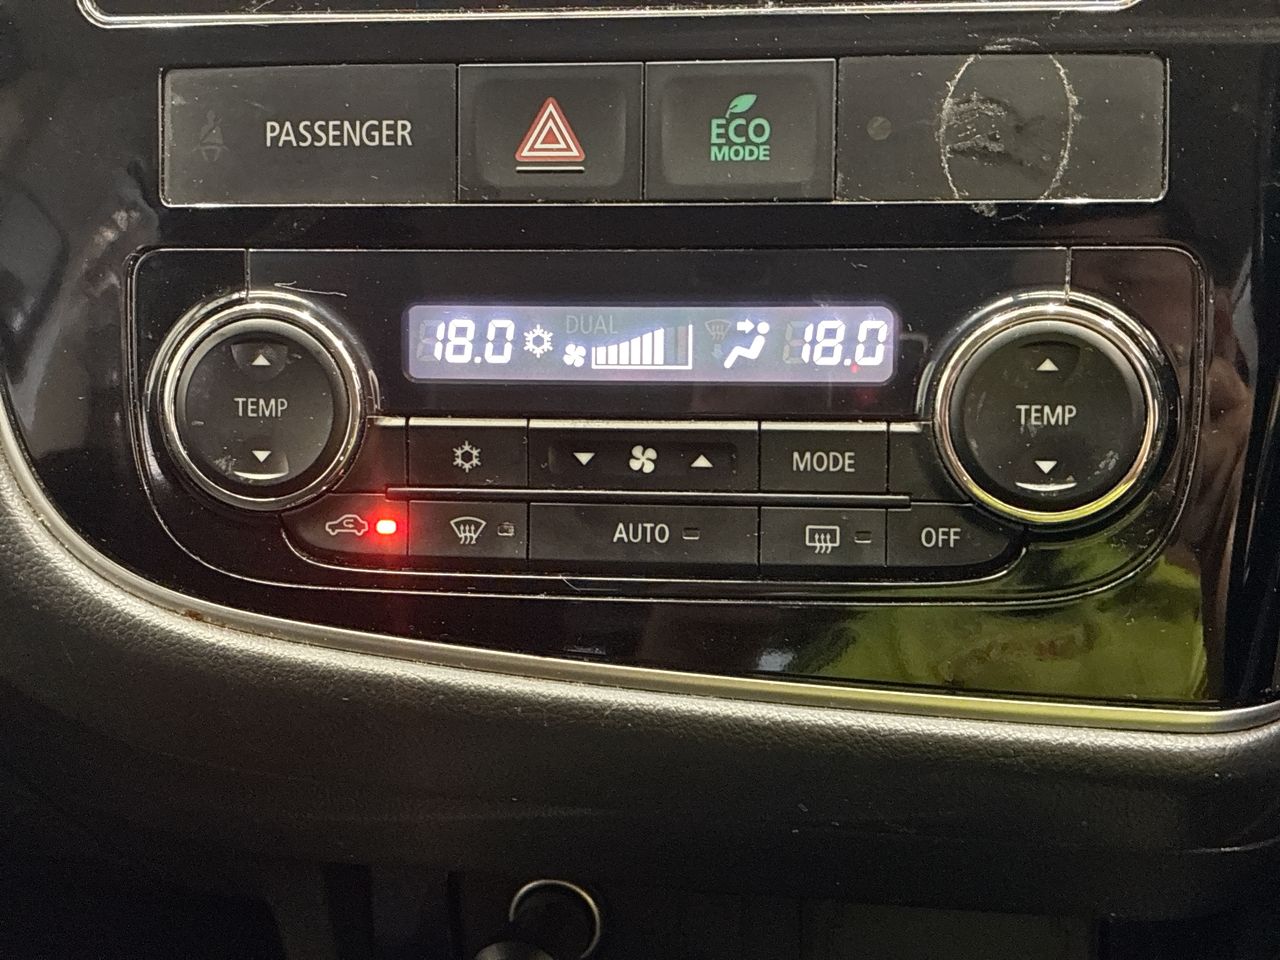 PASSENGER
ECO
MODE
18.0 DUAL 18.0
TEMP
TEMP
MODE
AUTO
OFF